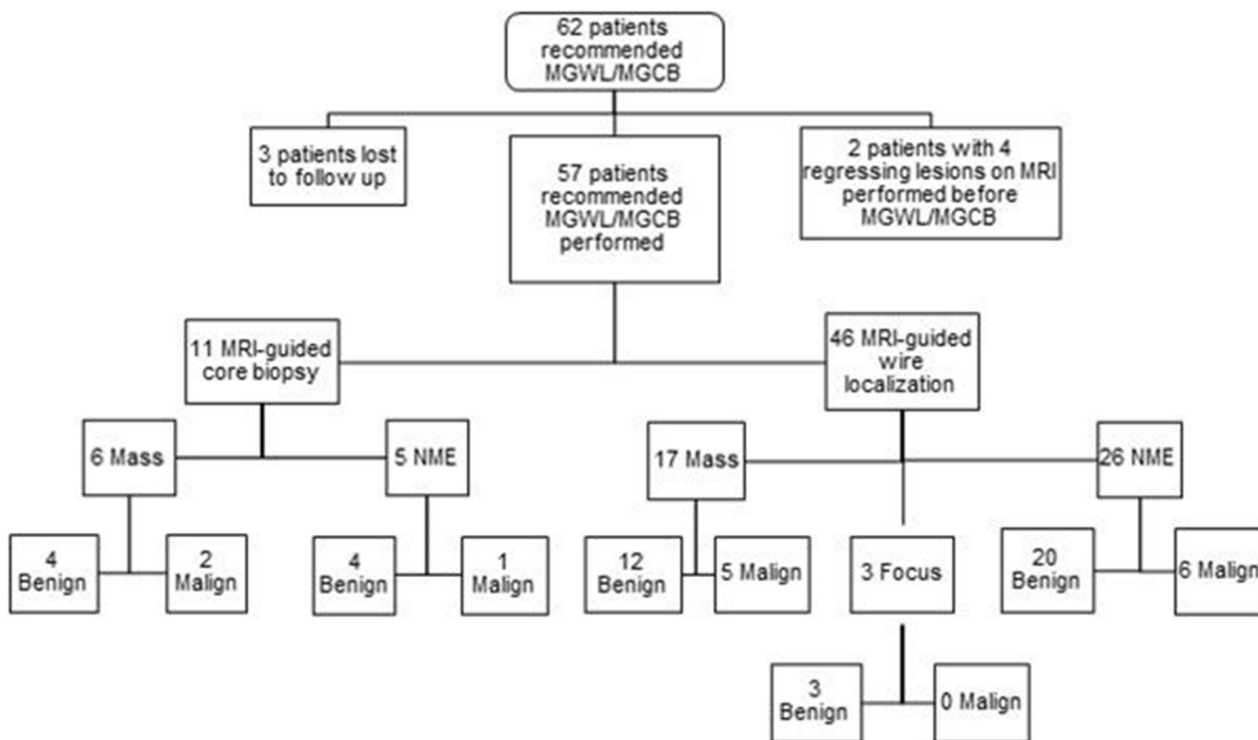 62 patients
recommended
MGWL/MGCB
3 patients lost
to follow up
57 patients
recommended
MGWL/MGCB
performed
2 patients with 4
regressing lesions on MRI
performed before
MGWL/MGCB
11 MRI-guided
core biopsy
46 MRI-guided
wire
localization
6 Mass
5 NME
17 Mass
26 NME
4
Benign
2
Malign
4
Benign
1
Malign
12
Benign
5 Malign
3 Focus
20
Benign
6 Malign
3
Benign
0 Malign